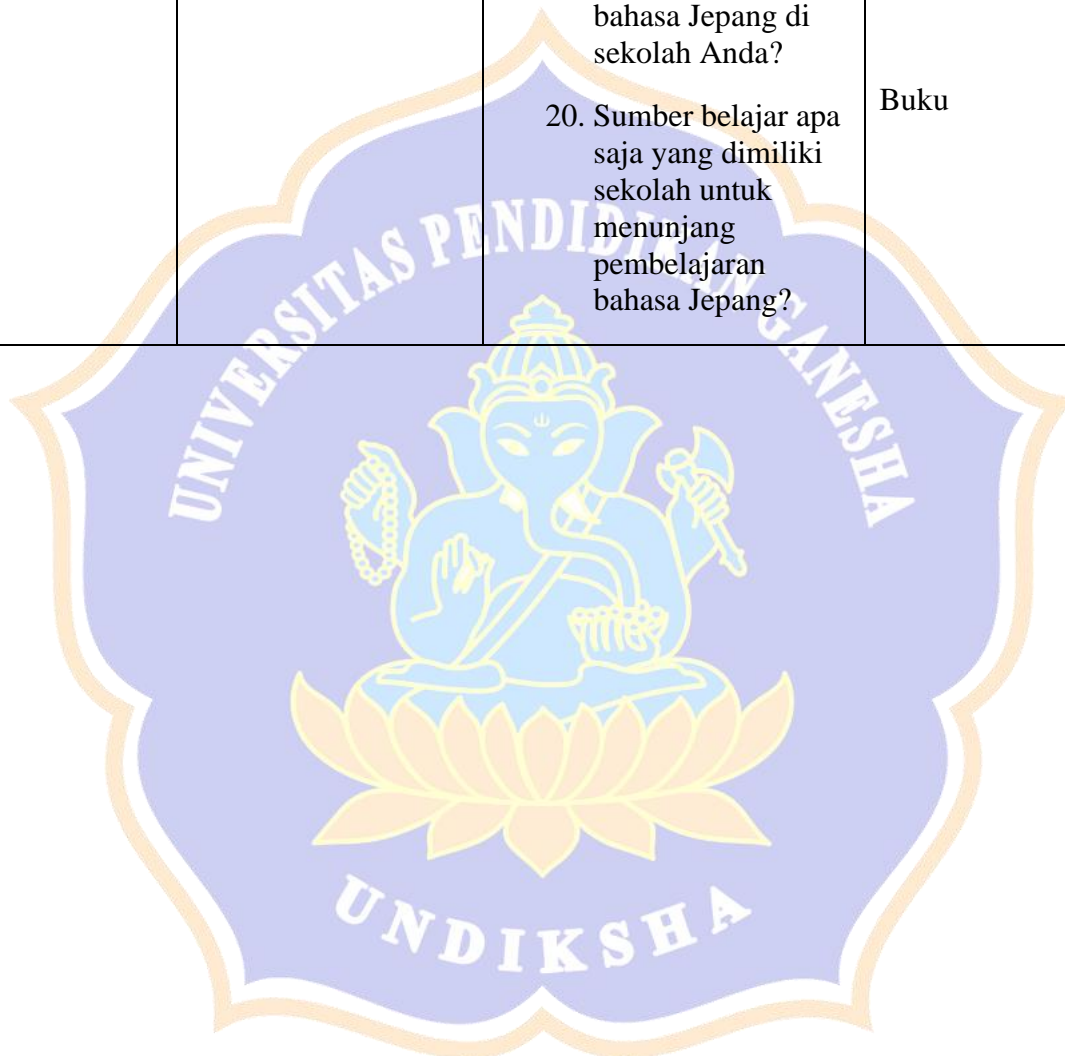 bahasa Jepang di
sekolah Anda?
20. Sumber belajar apa
saja yang dimiliki
sekolah untuk
menunjang
pembelajaran
bahasa Jepang?
Buku
UNIVERSITAS PENDIDIKAN GANESHA
UNDIKSHA